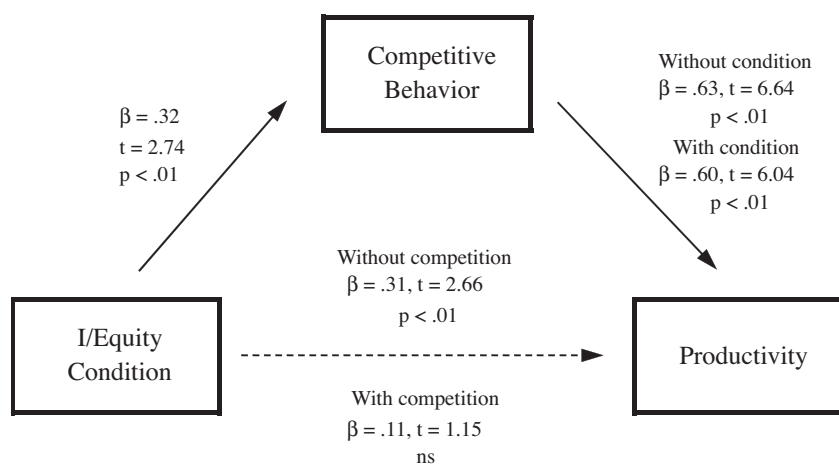 Competitive
Behavior
Without condition
β = .63, t = 6.64
p < .01
With condition
β = .60, t = 6.04
p < .01
β = .32
t = 2.74
p < .01
Without competition
β = .31, t = 2.66
p < .01
I/Equity
Condition
Productivity
With competition
β = .11, t = 1.15
ns